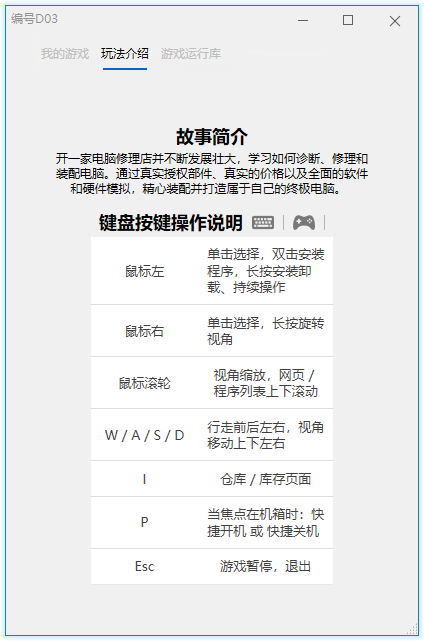 编号D03
我的游戏 玩法介绍 游戏运行库
故事简介
开一家电脑修理店并不断发展壮大，学习如何诊断、修理和
装配电脑。通过真实授权部件、真实的价格以及全面的软件
和硬件模拟，精心装配并打造属于自己的终极电脑。
键盘按键操作说明
鼠标左
单击选择，双击安装
程序，长按安装卸
载、持续操作
鼠标右
单击选择，长按旋转
视角
鼠标滚轮
视角缩放，网页 /
程序列表上下滚动
W / A / S / D
行走前后左右，视角
移动上下左右
I
仓库 / 库存页面
P
当焦点在机箱时：快
捷开机 或 快捷关机
Esc
游戏暂停，退出